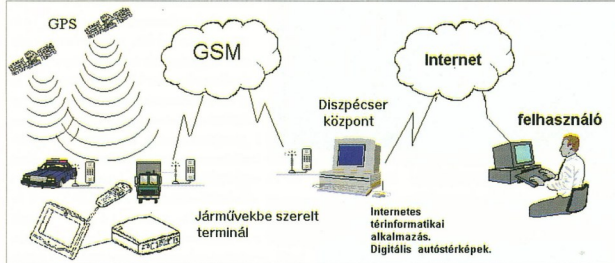 GPS
GSM
Internet
Diszpécser
központ
felhasználó
Járművekbe szerelt
terminál
Internetes
térinformatikai
alkalmazás.
Digitális autóstérképek.